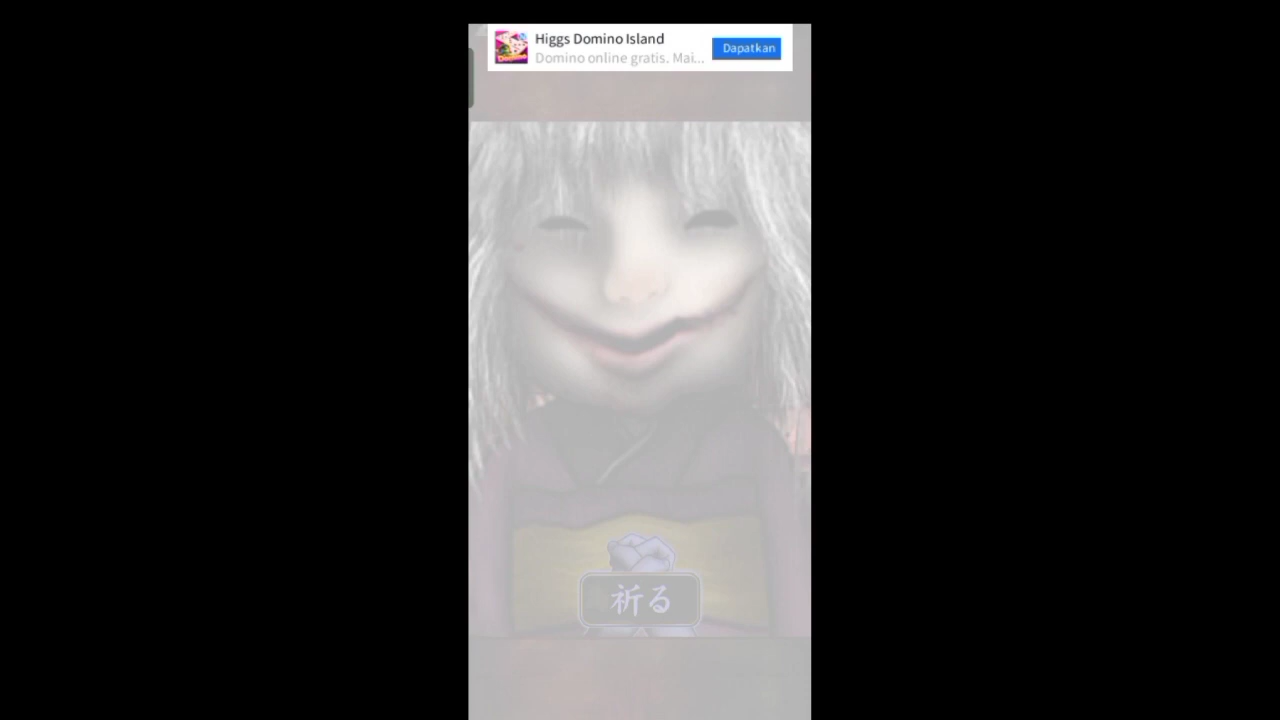 Higgs Domino Island
Domino online gratis. Mai...
Dapatkan
祈る